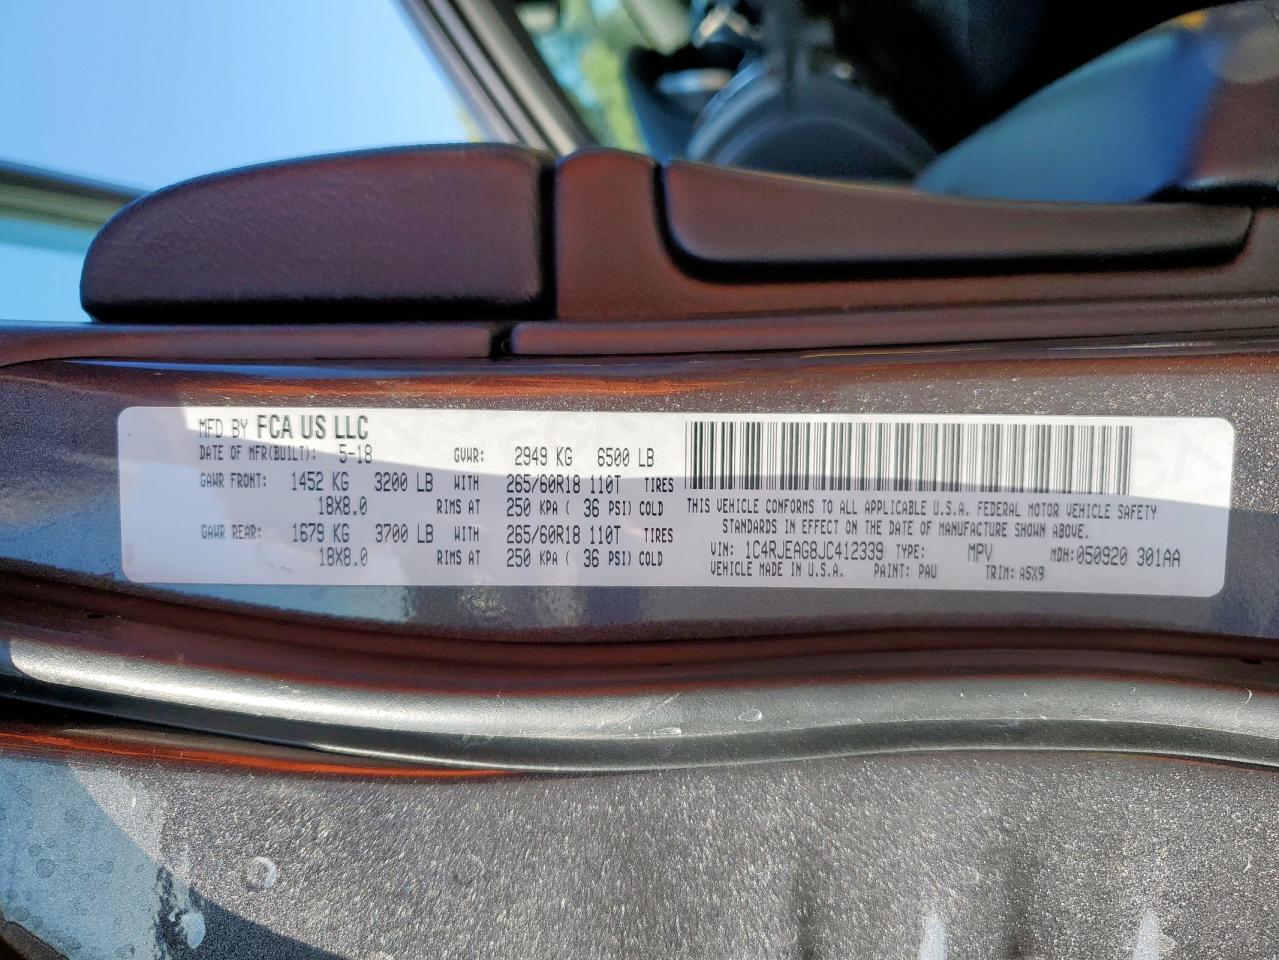 MFD BY FCA US LLC
DATE OF MFR(BUILT): 5-18 GVWR: 2949 KG 6500 LB
GAWR FRONT: 1452 KG 3200 LB WITH 265/60R18 110T TIRES
18X8.0 RIMS AT 250 KPA ( 36 PSI) COLD
GAWR REAR: 1679 KG 3700 LB WITH 265/60R18 110T TIRES
18X8.0 RIMS AT 250 KPA ( 36 PSI) COLD
THIS VEHICLE CONFORMS TO ALL APPLICABLE U.S.A. FEDERAL MOTOR VEHICLE SAFETY
STANDARDS IN EFFECT ON THE DATE OF MANUFACTURE SHOWN ABOVE.
VIN: 1C4RJEAG8JC412339 TYPE: MPV MDH: 050920 301AA
VEHICLE MADE IN U.S.A. PAINT: PAU TRIM: A5X9